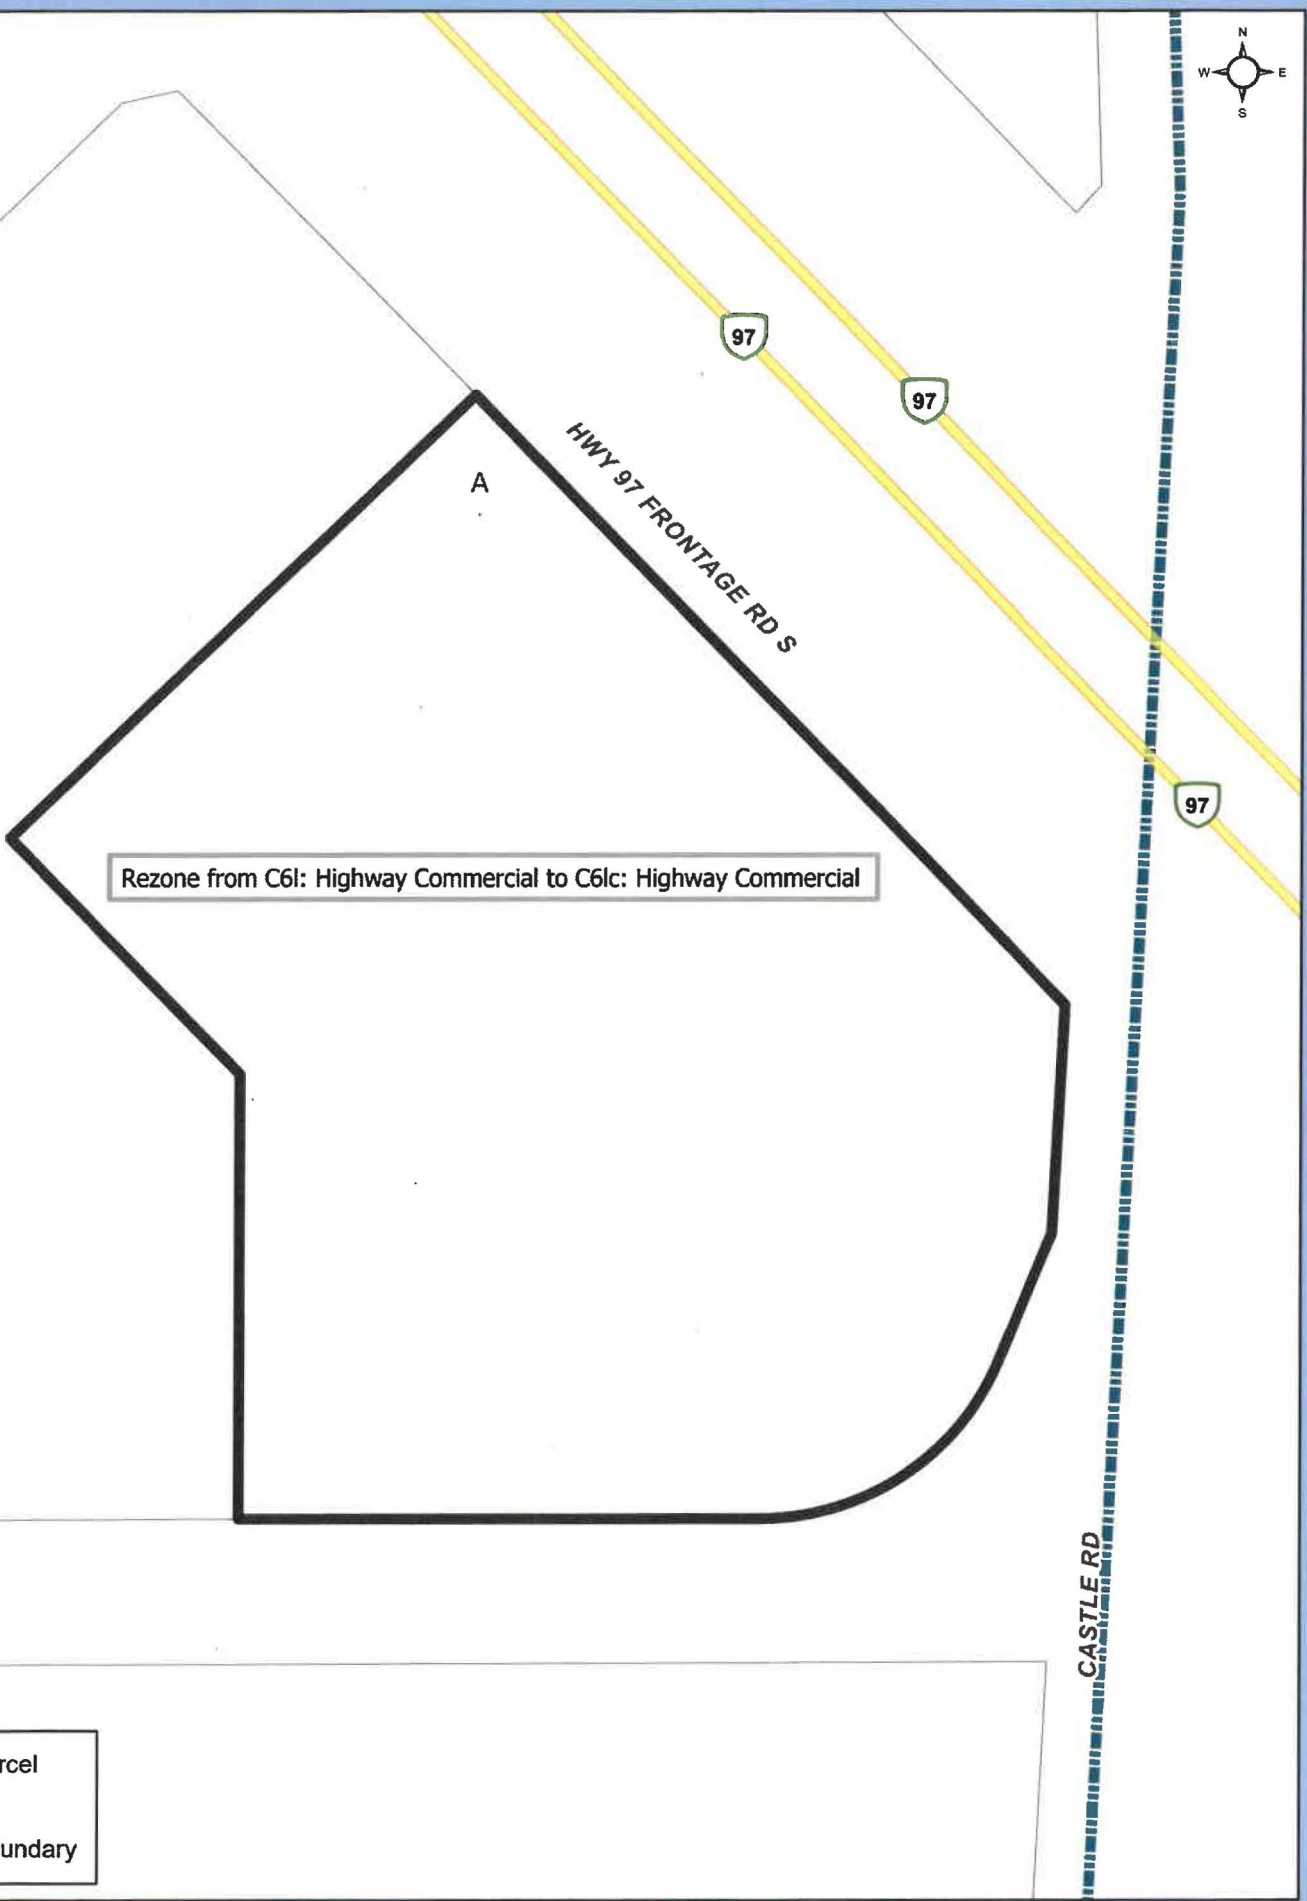 N
W E
S
97
97
A
HWY 97 FRONTAGE RD S
97
Rezone from C6l: Highway Commercial to C6lc: Highway Commercial
CASTLE RD
rcel
undary